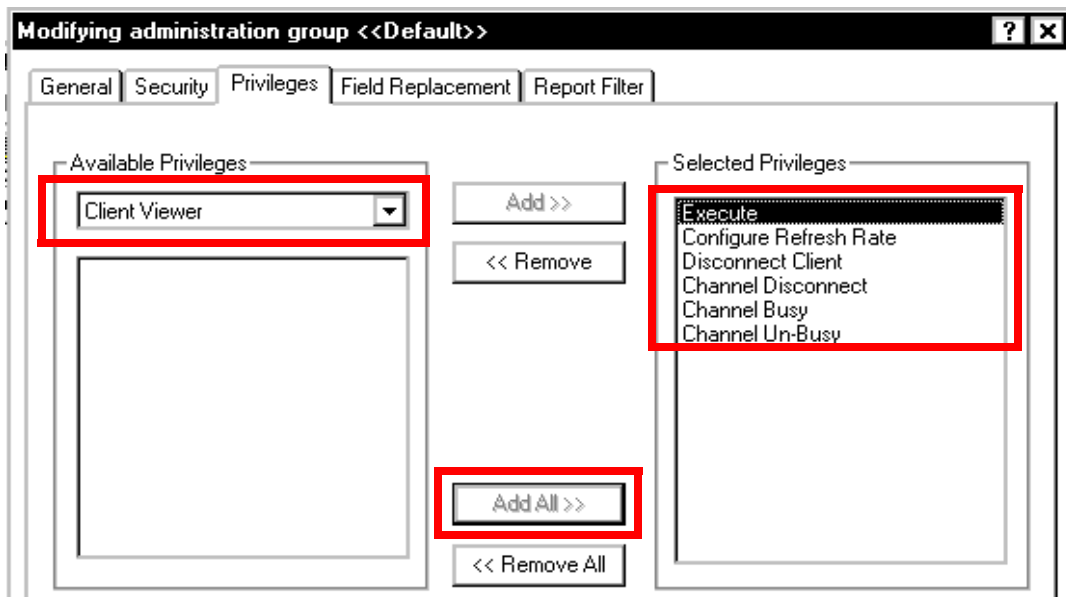 Modifying administration group <<Default>>
General Security Privileges Field Replacement Report Filter
Available Privileges
Client Viewer
Add >>
<< Remove
Add All >>
<< Remove All
Selected Privileges
Execute
Configure Refresh Rate
Disconnect Client
Channel Disconnect
Channel Busy
Channel Un-Busy